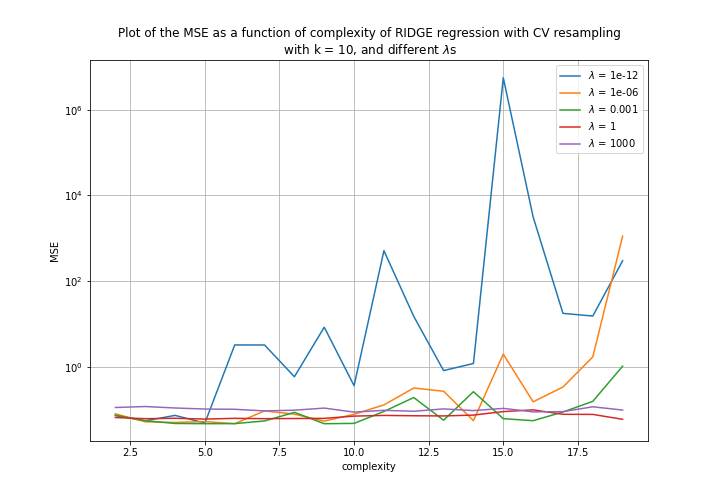 Plot of the MSE as a function of complexity of RIDGE regression with CV resampling
with k = 10, and different λs
λ = 1e-12
λ = 1e-06
λ = 0.001
λ = 1
λ = 1000
10⁶
10⁴
10²
10⁰
MSE
2.5 5.0 7.5 10.0 12.5 15.0 17.5
complexity